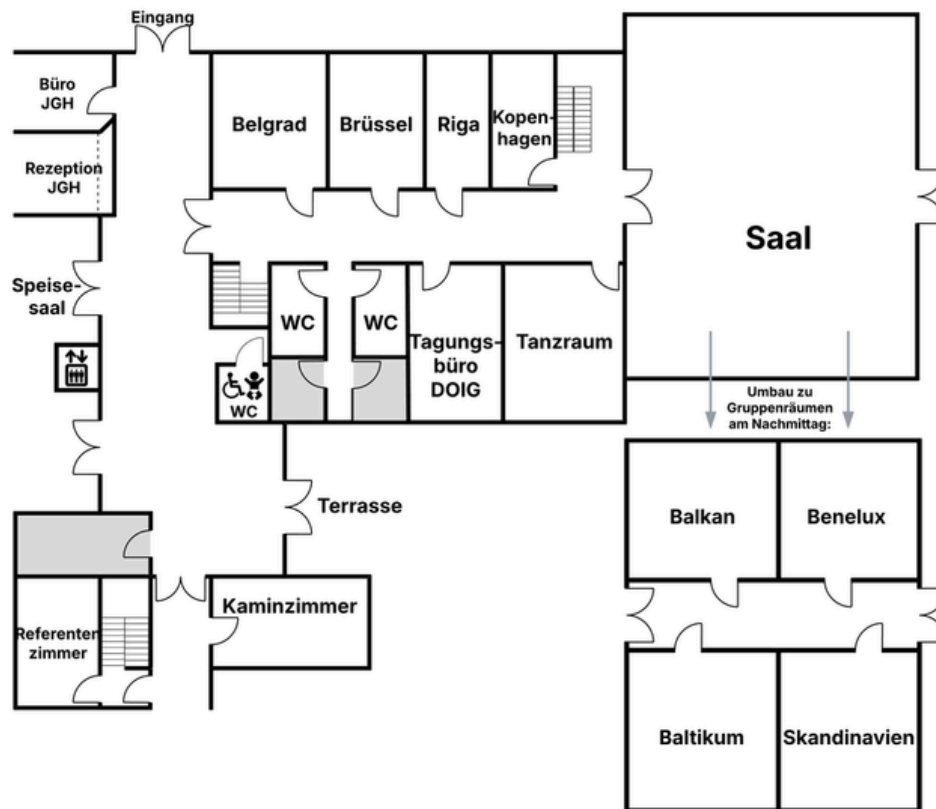 Eingang
Büro
JGH
Rezeption
JGH
Belgrad
Brüssel
Riga
Kopen-
hagen
Saal
Speise-
saal
WC
WC
WC
Tagungs-
büro
DOIG
Tanzraum
Umbau zu
Gruppenräumen
am Nachmittag:
Terrasse
Balkan
Benelux
Kaminzimmer
Referenten
zimmer
Baltikum
Skandinavien